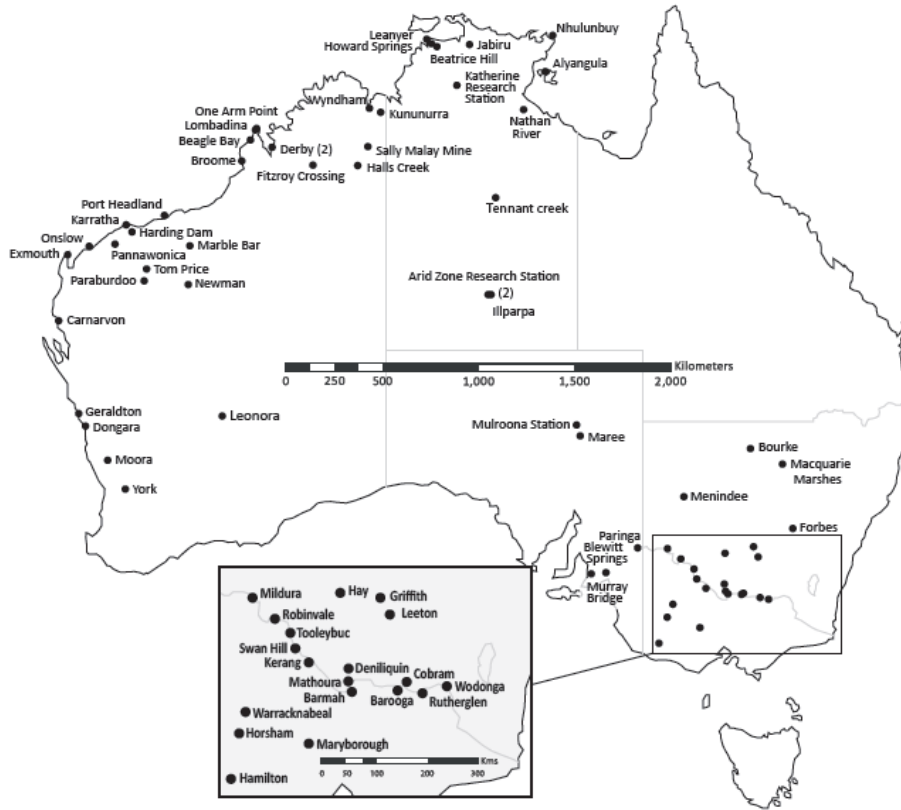 Leanyer
Howard Springs
Beatrice Hill
Jabiru
Nhulunbuy
Alyangula
Katherine
Research
Station
Nathan
River
Wyndham
Kununurra
One Arm Point
Lombadina
Beagle Bay
Broome
Derby (2)
Fitzroy Crossing
Sally Malay Mine
Halls Creek
Tennant creek
Port Headland
Karratha
Harding Dam
Onslow
Exmouth
Pannawonica
Marble Bar
Tom Price
Paraburdoo
Newman
Arid Zone Research Station
(2)
Illparpa
Carnarvon
Kilometers
0 250 500 1,000 1,500 2,000
Geraldton
Dongara
Leonora
Moora
York
Mulroona Station
Maree
Bourke
Macquarie
Marshes
Menindee
Forbes
Paringa
Blewitt
Springs
Murray
Bridge
Mildura
Hay
Griffith
Leeton
Robinvale
Tooleybuc
Swan Hill
Kerang
Deniliquin
Mathoura
Barmah
Cobram
Barooga
Wodonga
Rutherglen
Warracknabeal
Horsham
Maryborough
Hamilton
Kms
0 50 100 200 300